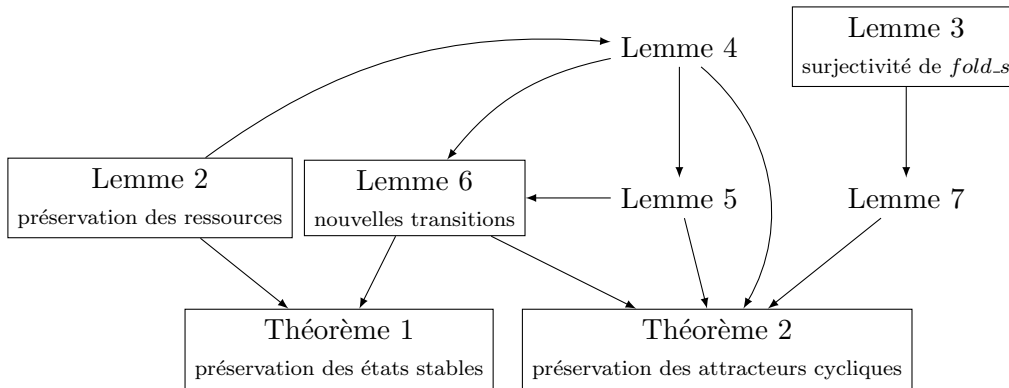 Lemme 3
surjectivité de fold_s
Lemme 4
Lemme 2
préservation des ressources
Lemme 6
nouvelles transitions
Lemme 5
Lemme 7
Théorème 1
préservation des états stables
Théorème 2
préservation des attracteurs cycliques